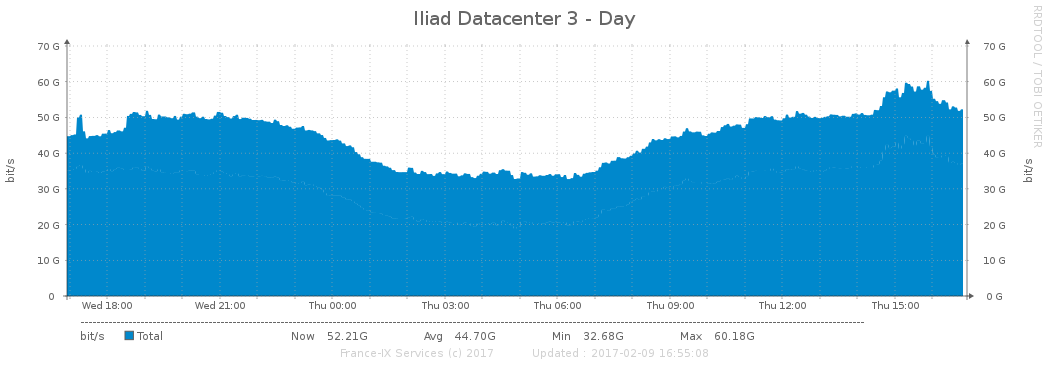 Iliad Datacenter 3 - Day
RRDTOOL / TOBI OETIKER
70 G 70 G
60 G 60 G
50 G 50 G
40 G 40 G
30 G 30 G
20 G 20 G
10 G 10 G
0 0 G
bit/s bit/s
Wed 18:00 Wed 21:00 Thu 00:00 Thu 03:00 Thu 06:00 Thu 09:00 Thu 12:00 Thu 15:00
bit/s Total Now 52.21G Avg 44.70G Min 32.68G Max 60.18G
France-IX Services (c) 2017 Updated : 2017-02-09 16:55:08